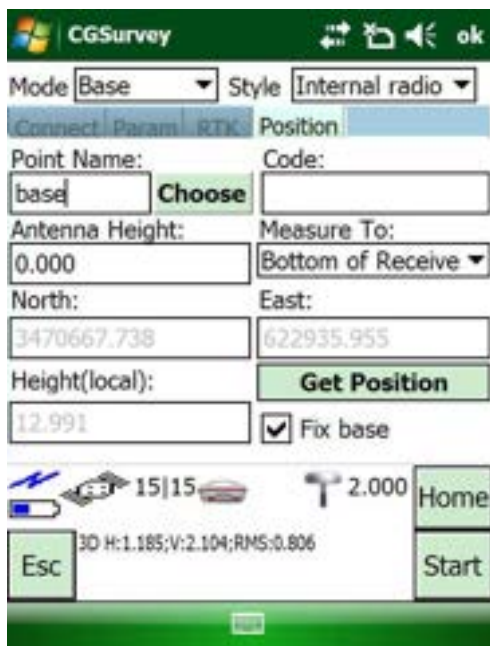 CGSurvey ok
Mode Base Style Internal radio
Connect Param RTK Position
Point Name: Code:
base Choose
Antenna Height: Measure To:
0.000 Bottom of Receive
North: East:
3470667.738 622935.955
Height(local): Get Position
12.991 Fix base
15|15 2.000 Home
Esc 3D H:1.185;V:2.104;RMS:0.806 Start